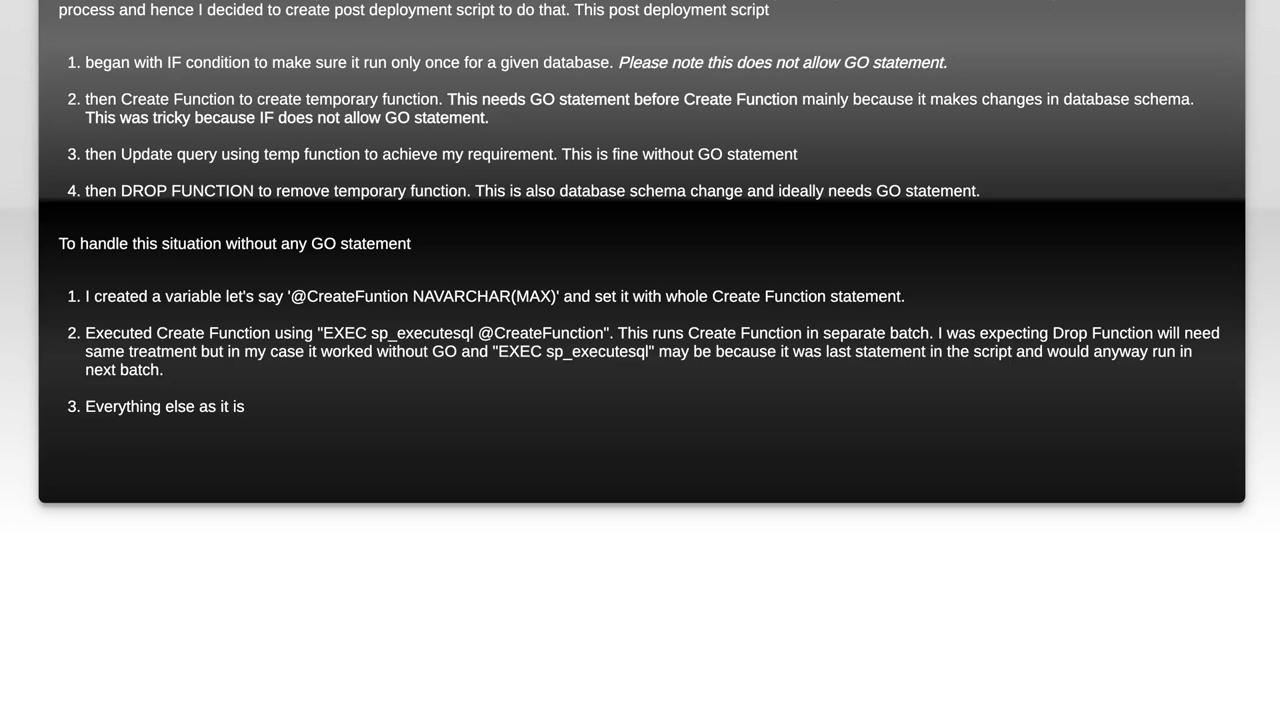 process and hence I decided to create post deployment script to do that. This post deployment script
1. began with IF condition to make sure it run only once for a given database. Please note this does not allow GO statement.
2. then Create Function to create temporary function. This needs GO statement before Create Function mainly because it makes changes in database schema.
This was tricky because IF does not allow GO statement.
3. then Update query using temp function to achieve my requirement. This is fine without GO statement
4. then DROP FUNCTION to remove temporary function. This is also database schema change and ideally needs GO statement.
To handle this situation without any GO statement
1. I created a variable let's say '@CreateFuntion NAVARCHAR(MAX)' and set it with whole Create Function statement.
2. Executed Create Function using "EXEC sp_executesql @CreateFunction". This runs Create Function in separate batch. I was expecting Drop Function will need
same treatment but in my case it worked without GO and "EXEC sp_executesql" may be because it was last statement in the script and would anyway run in
next batch.
3. Everything else as it is